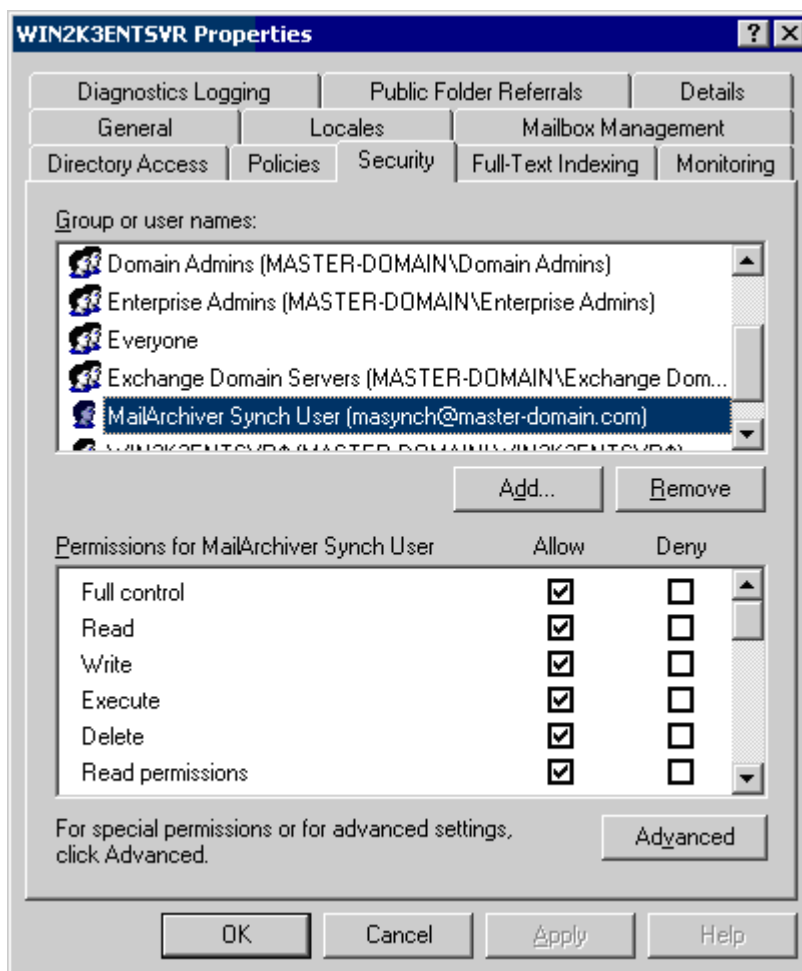 WIN2K3ENTSVR Properties
Diagnostics Logging Public Folder Referrals Details
General Locales Mailbox Management
Directory Access Policies Security Full-Text Indexing Monitoring
Group or user names:
Domain Admins (MASTER-DOMAIN\Domain Admins)
Enterprise Admins (MASTER-DOMAIN\Enterprise Admins)
Everyone
Exchange Domain Servers (MASTER-DOMAIN\Exchange Dom...
MailArchiver Synch User (masynch@master-domain.com)
WIN2K3ENTSVR$ (MASTER-DOMAIN\WIN2K3ENTSVR$)
Add... Remove
Permissions for MailArchiver Synch User Allow Deny
Full control
Read
Write
Execute
Delete
Read permissions
For special permissions or for advanced settings,
click Advanced.
Advanced
OK Cancel Apply Help